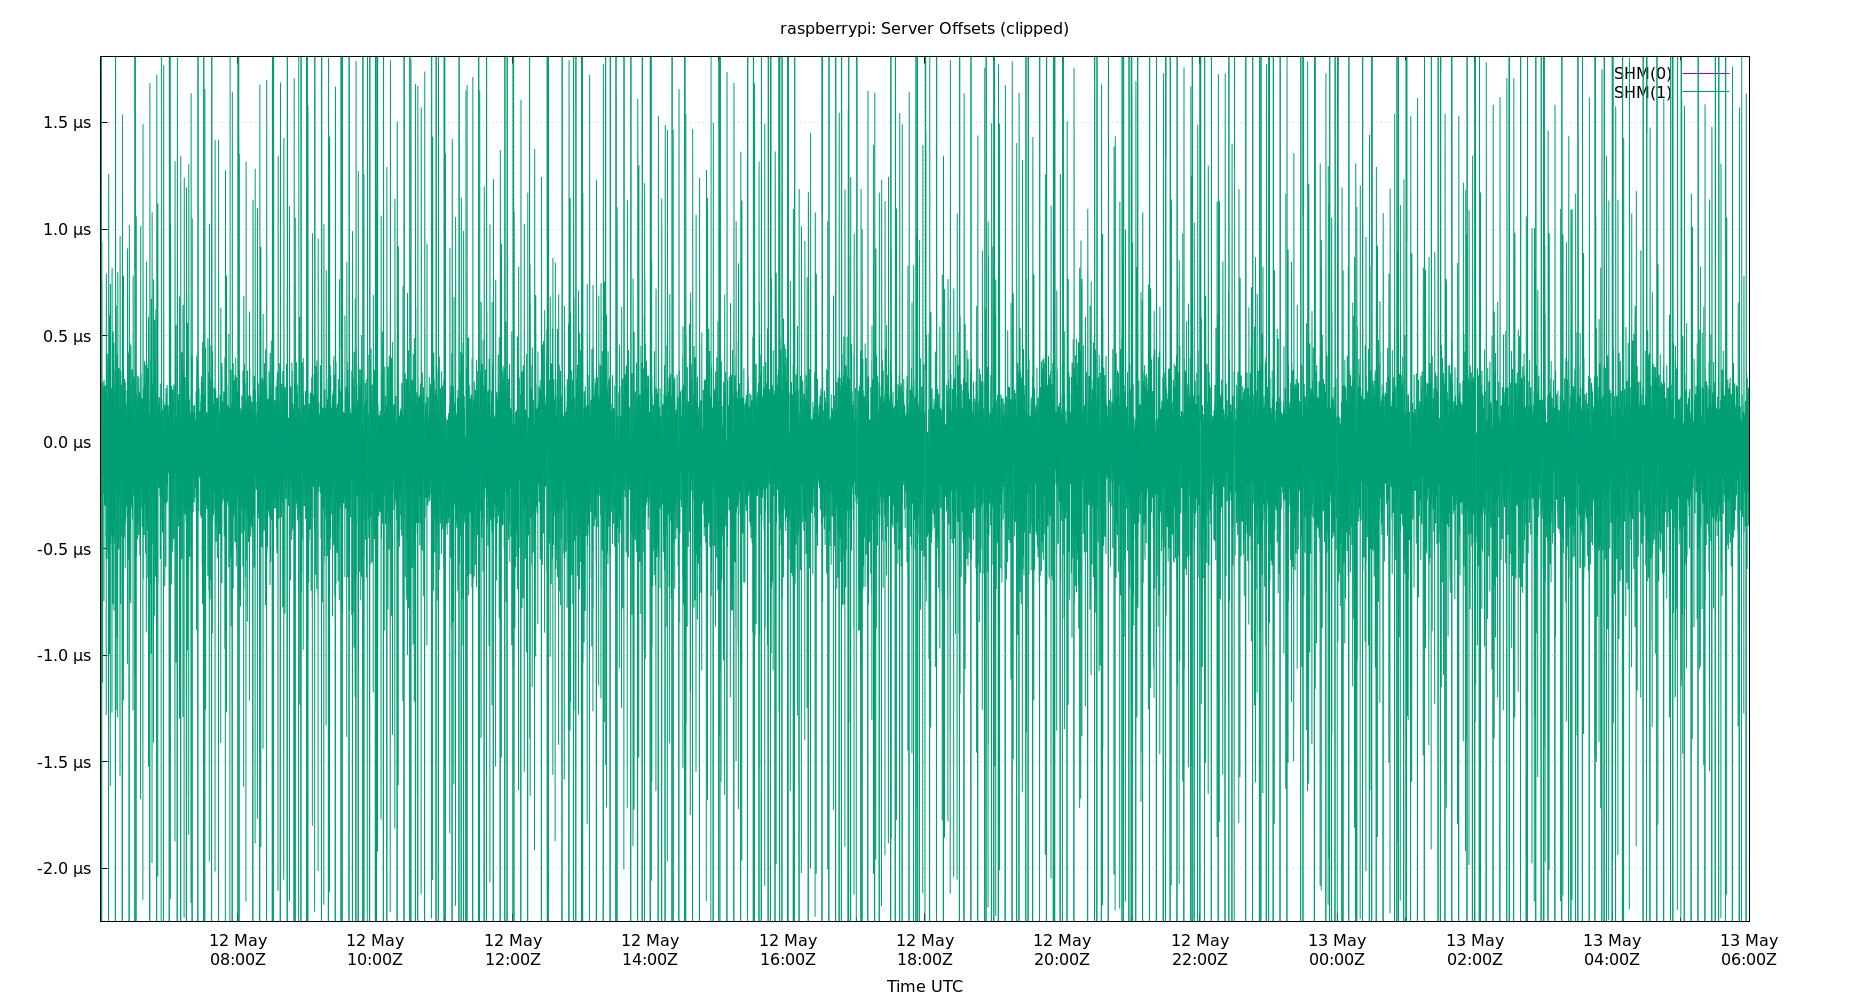 raspberrypi: Server Offsets (clipped)
SHM(0)
SHM(1)
1.5 µs
1.0 µs
0.5 µs
0.0 µs
-0.5 µs
-1.0 µs
-1.5 µs
-2.0 µs
12 May 12 May 12 May 12 May 12 May 12 May 12 May 12 May 13 May 13 May 13 May 13 May
08:00Z 10:00Z 12:00Z 14:00Z 16:00Z 18:00Z 20:00Z 22:00Z 00:00Z 02:00Z 04:00Z 06:00Z
Time UTC